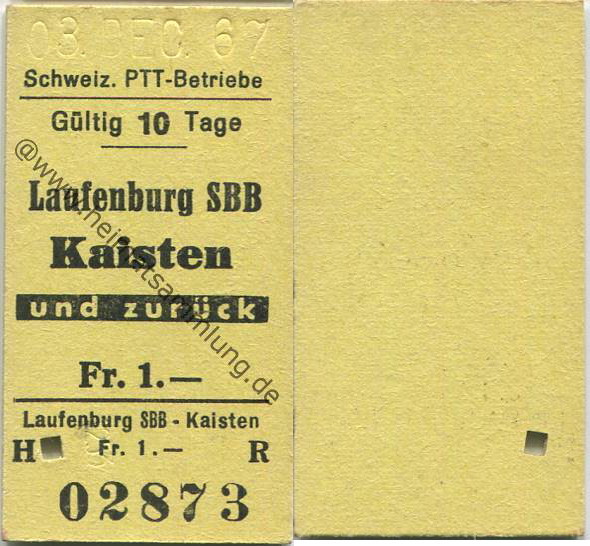 03. DEC. 67
Schweiz. PTT-Betriebe
Gültig 10 Tage
Laufenburg SBB
Kaisten
und zurück
Fr. 1.—
Laufenburg SBB - Kaisten
H Fr. 1.— R
02873
@www.heimatsammlung.de